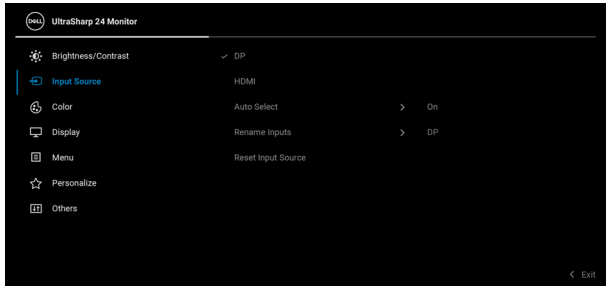 DELL UltraSharp 24 Monitor
Brightness/Contrast ✓ DP
Input Source HDMI
Color Auto Select > On
Display Rename Inputs > DP
Menu Reset Input Source
Personalize
Others
< Exit